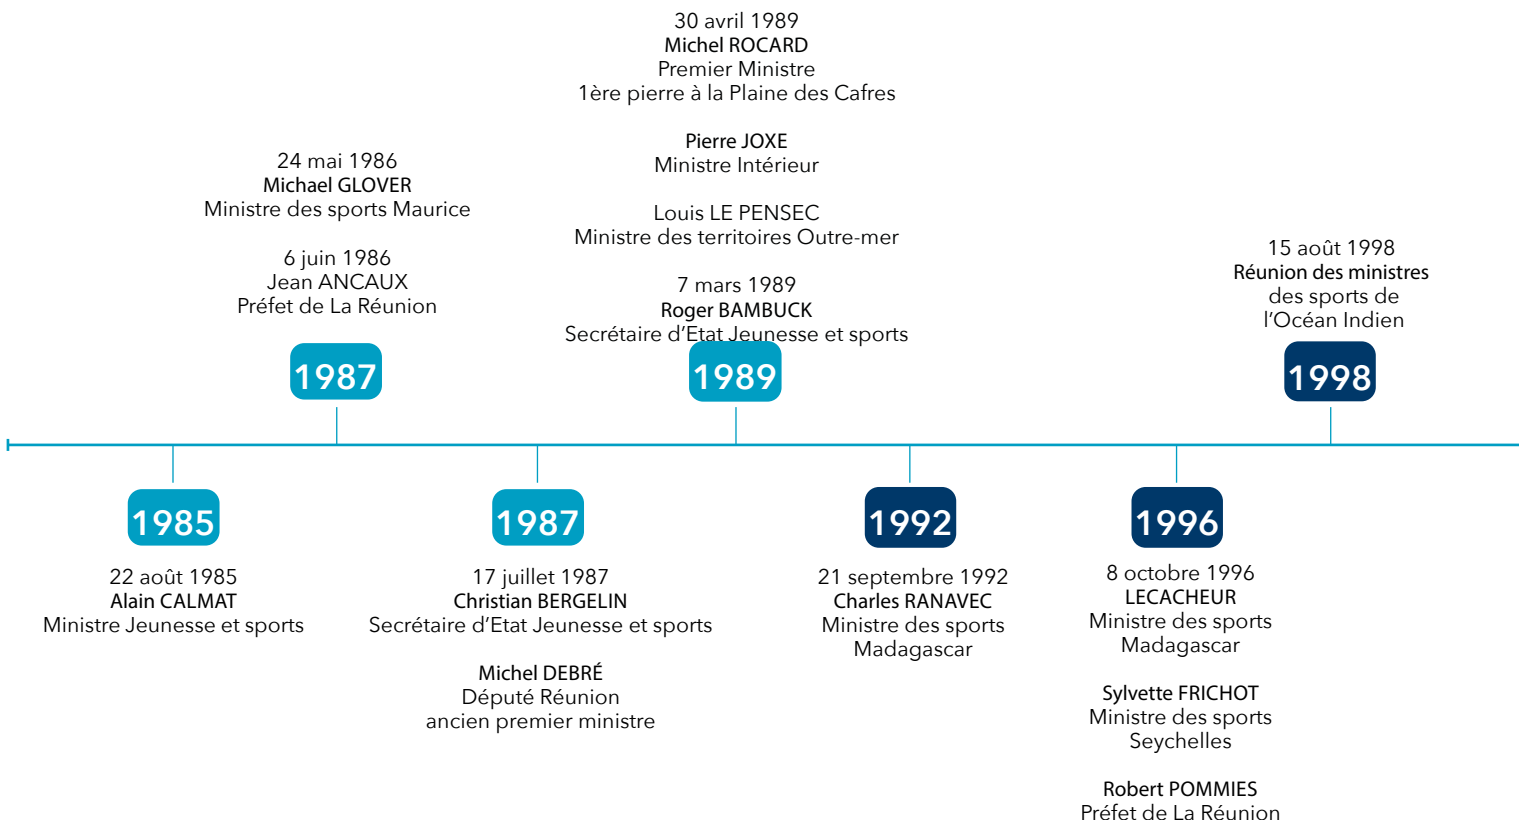 30 avril 1989
Michel ROCARD
Premier Ministre
1ère pierre à la Plaine des Cafres
Pierre JOXE
Ministre Intérieur
Louis LE PENSEC
Ministre des territoires Outre-mer
7 mars 1989
Roger BAMBUCK
Secrétaire d'Etat Jeunesse et sports
24 mai 1986
Michael GLOVER
Ministre des sports Maurice
6 juin 1986
Jean ANCAUX
Préfet de La Réunion
15 août 1998
Réunion des ministres
des sports de
l'Océan Indien
1987
1989
1998
1985
1987
1992
1996
22 août 1985
Alain CALMAT
Ministre Jeunesse et sports
17 juillet 1987
Christian BERGELIN
Secrétaire d'Etat Jeunesse et sports
Michel DEBRÉ
Député Réunion
ancien premier ministre
21 septembre 1992
Charles RANAVEC
Ministre des sports
Madagascar
8 octobre 1996
LECACHEUR
Ministre des sports
Madagascar
Sylvette FRICHOT
Ministre des sports
Seychelles
Robert POMMIES
Préfet de La Réunion